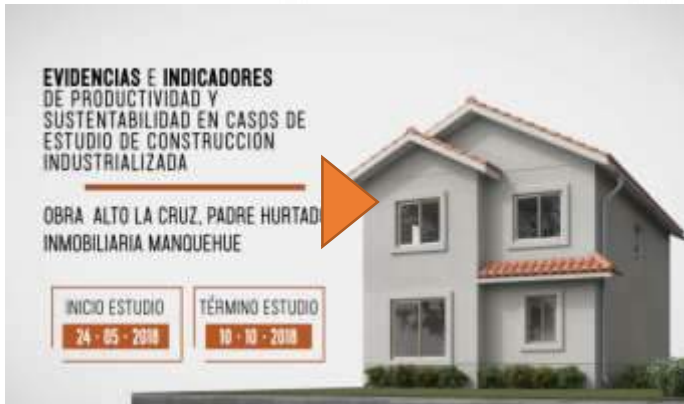 EVIDENCIAS E INDICADORES
DE PRODUCTIVIDAD Y
SUSTENTABILIDAD EN CASOS DE
ESTUDIO DE CONSTRUCCIÓN
INDUSTRIALIZADA
OBRA ALTO LA CRUZ, PADRE HURTADO
INMOBILIARIA MANQUEHUE
INICIO ESTUDIO
24 - 05 - 2018
TÉRMINO ESTUDIO
10 - 10 - 2018